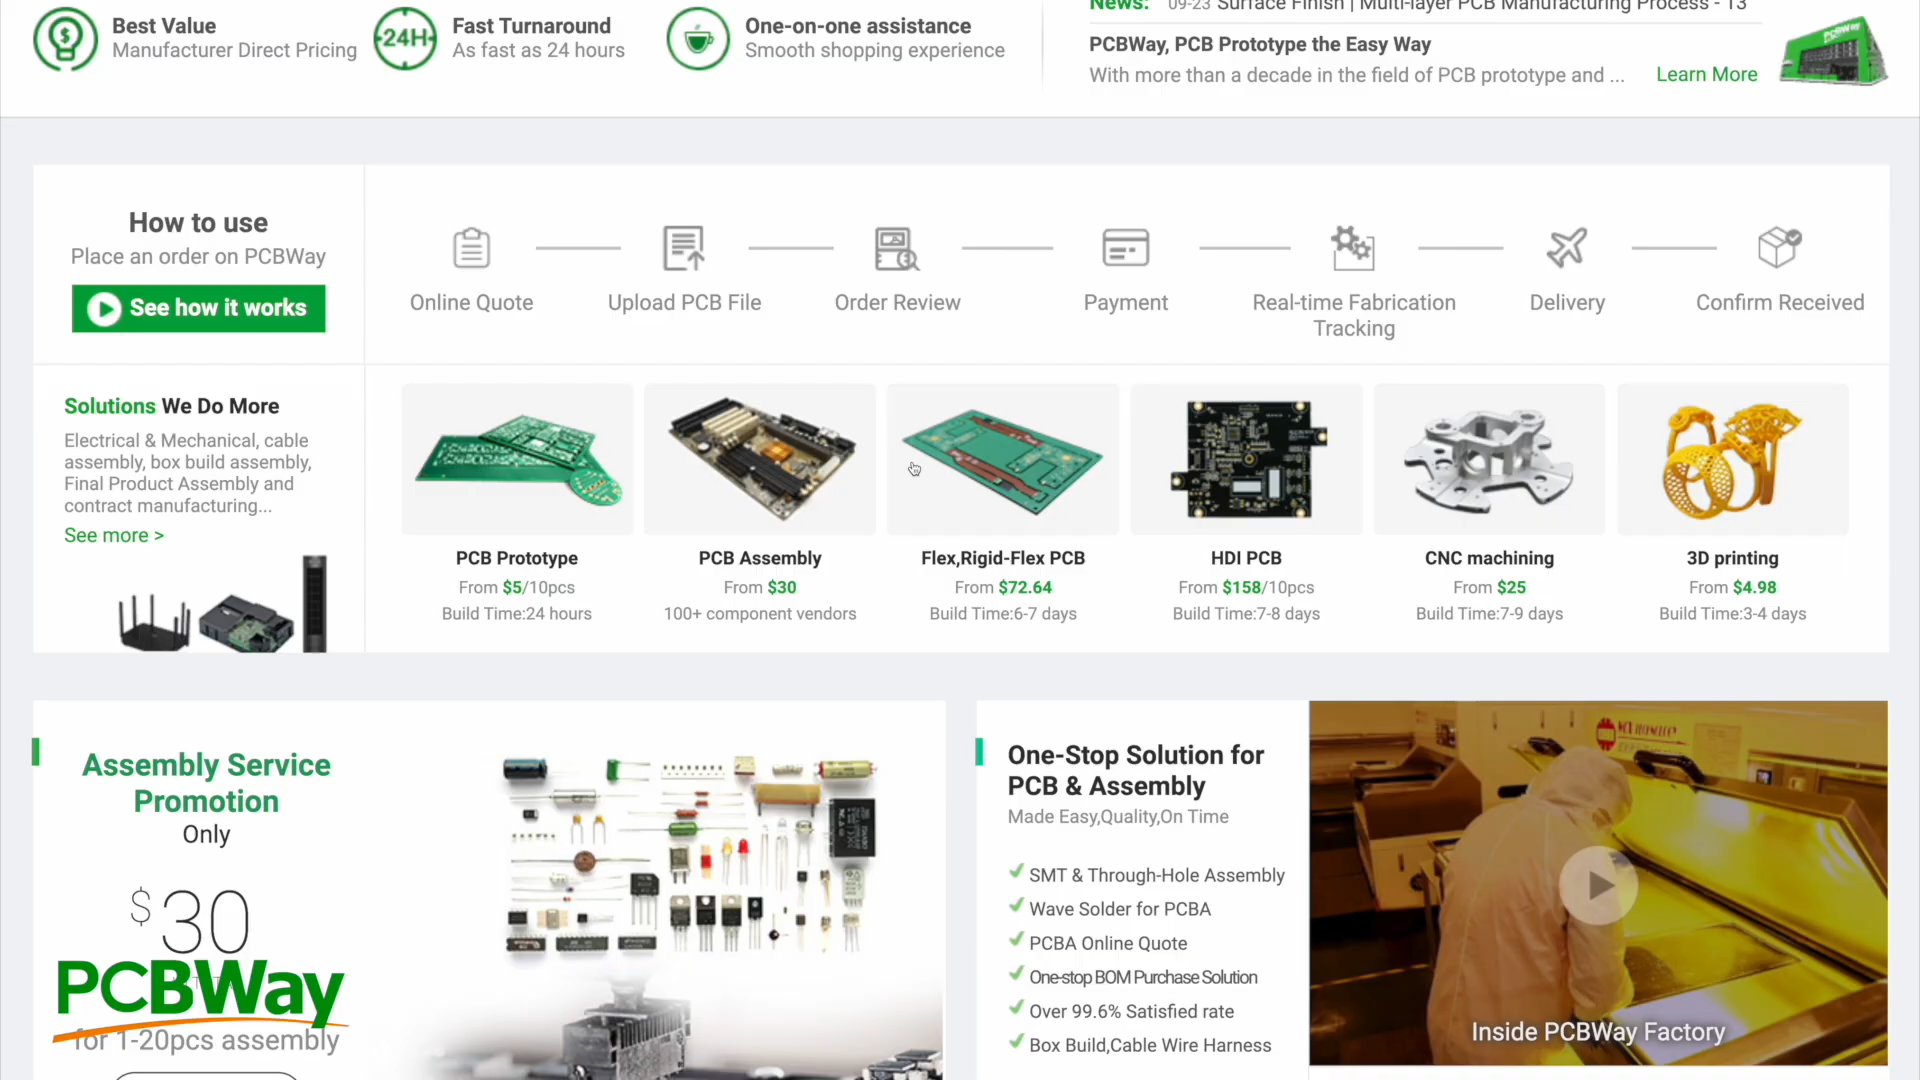 Best Value
Manufacturer Direct Pricing
24H
Fast Turnaround
As fast as 24 hours
One-on-one assistance
Smooth shopping experience
News: 09-23 Surface Finish | Multi-layer PCB Manufacturing Process - 13
PCBWay, PCB Prototype the Easy Way
With more than a decade in the field of PCB prototype and ...
Learn More
PCBWay
How to use
Place an order on PCBWay
See how it works
Online Quote
Upload PCB File
Order Review
Payment
Real-time Fabrication
Tracking
Delivery
Confirm Received
Solutions We Do More
Electrical & Mechanical, cable
assembly, box build assembly,
Final Product Assembly and
contract manufacturing...
See more >
PCB Prototype
From $5/10pcs
Build Time:24 hours
PCB Assembly
From $30
100+ component vendors
Flex,Rigid-Flex PCB
From $72.64
Build Time:6-7 days
HDI PCB
From $158/10pcs
Build Time:7-8 days
CNC machining
From $25
Build Time:7-9 days
3D printing
From $4.98
Build Time:3-4 days
Assembly Service
Promotion
Only
$30
PCBWay
for 1-20pcs assembly
One-Stop Solution for
PCB & Assembly
Made Easy,Quality,On Time
SMT & Through-Hole Assembly
Wave Solder for PCBA
PCBA Online Quote
One-stop BOM Purchase Solution
Over 99.6% Satisfied rate
Box Build,Cable Wire Harness
Inside PCBWay Factory